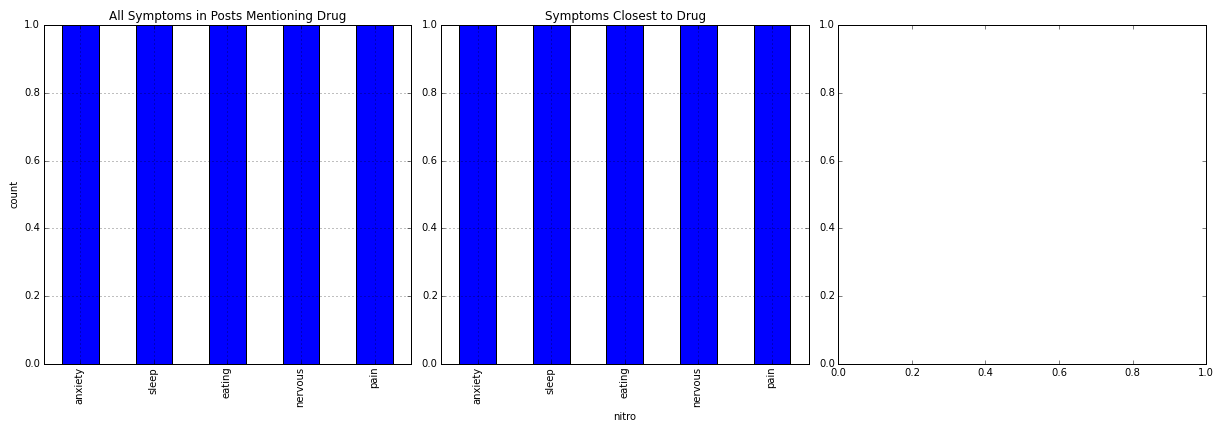 All Symptoms in Posts Mentioning Drug
1.0
0.8
0.6
0.4
0.2
0.0
count
anxiety
sleep
eating
nervous
pain
Symptoms Closest to Drug
1.0
0.8
0.6
0.4
0.2
0.0
anxiety
sleep
eating
nervous
pain
nitro
1.0
0.8
0.6
0.4
0.2
0.0
0.0 0.2 0.4 0.6 0.8 1.0